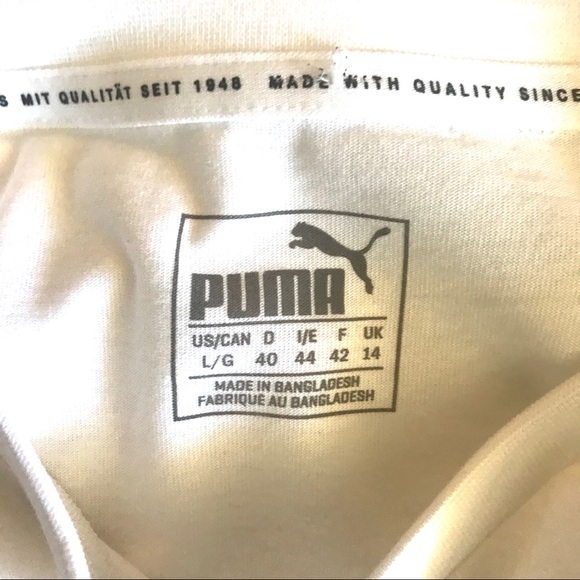 S MIT QUALITÄT SEIT 1948 MADE WITH QUALITY SINCE
PUMA
US/CAN D I/E F UK
L/G 40 44 42 14
MADE IN BANGLADESH
FABRIQUÉ AU BANGLADESH